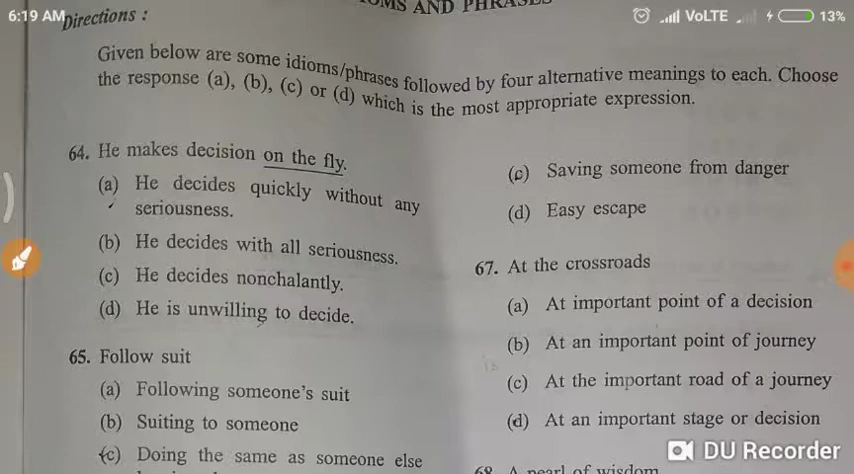 6:19 AM
VoLTE
13%
IDIOMS AND PHRASES
Directions :
Given below are some idioms/phrases followed by four alternative meanings to each. Choose
the response (a), (b), (c) or (d) which is the most appropriate expression.
64. He makes decision on the fly.
(a) He decides quickly without any
seriousness.
(b) He decides with all seriousness.
(c) He decides nonchalantly.
(d) He is unwilling to decide.
65. Follow suit
(a) Following someone's suit
(b) Suiting to someone
(c) Doing the same as someone else
(c) Saving someone from danger
(d) Easy escape
67. At the crossroads
(a) At important point of a decision
(b) At an important point of journey
(c) At the important road of a journey
(d) At an important stage or decision
68. A pearl of wisdom
DU Recorder